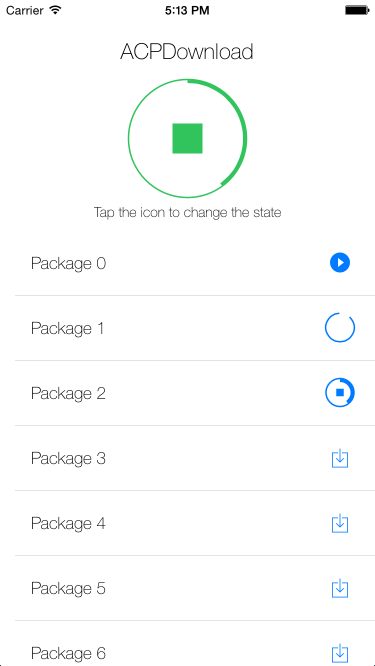 Carrier 5:13 PM
ACPDownload
Tap the icon to change the state
Package 0
Package 1
Package 2
Package 3
Package 4
Package 5
Package 6